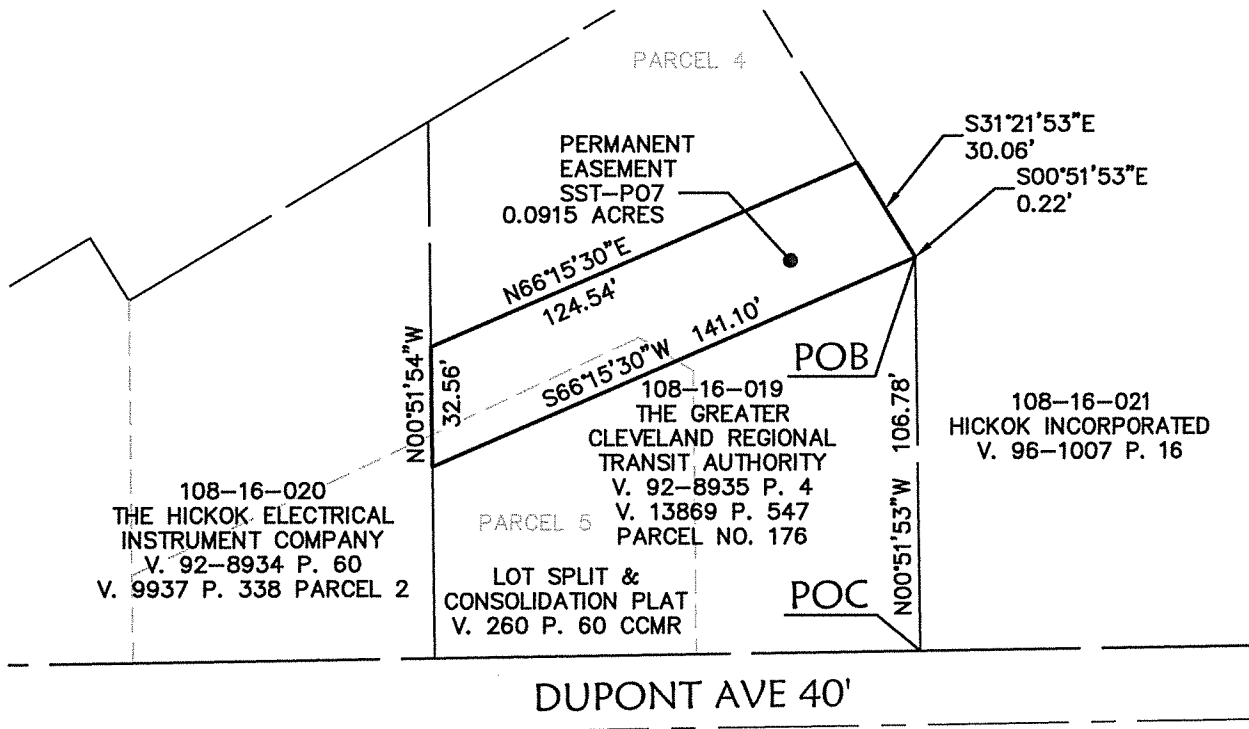 PARCEL 4
S31°21'53"E
30.06'
S00°51'53"E
0.22'
PERMANENT
EASEMENT
SST-P07
0.0915 ACRES
N66°15'30"E
124.54'
N00°51'54"W
32.56'
S66°15'30"W 141.10'
POB
108-16-019
THE GREATER
CLEVELAND REGIONAL
TRANSIT AUTHORITY
V. 92-8935 P. 4
V. 13869 P. 547
PARCEL NO. 176
108-16-021
HICKOK INCORPORATED
V. 96-1007 P. 16
N00°51'53"W 106.78'
108-16-020
THE HICKOK ELECTRICAL
INSTRUMENT COMPANY
V. 92-8934 P. 60
V. 9937 P. 338 PARCEL 2
PARCEL 5
LOT SPLIT &
CONSOLIDATION PLAT
V. 260 P. 60 CCMR
POC
DUPONT AVE 40'